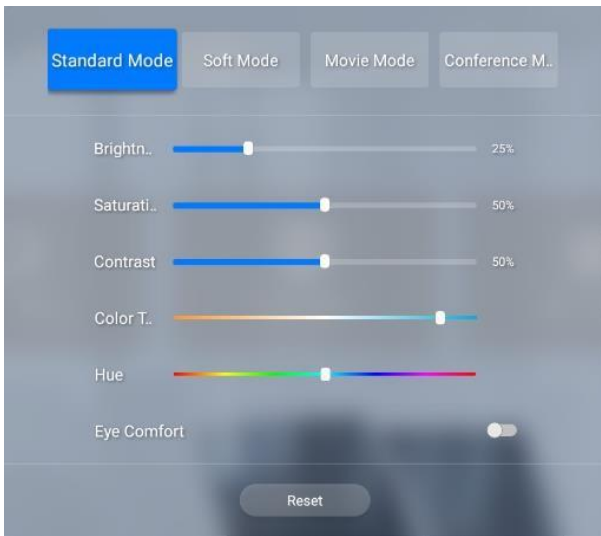 Standard Mode Soft Mode Movie Mode Conference M..
Brightn.. 25%
Saturati.. 50%
Contrast 50%
Color T..
Hue
Eye Comfort
Reset